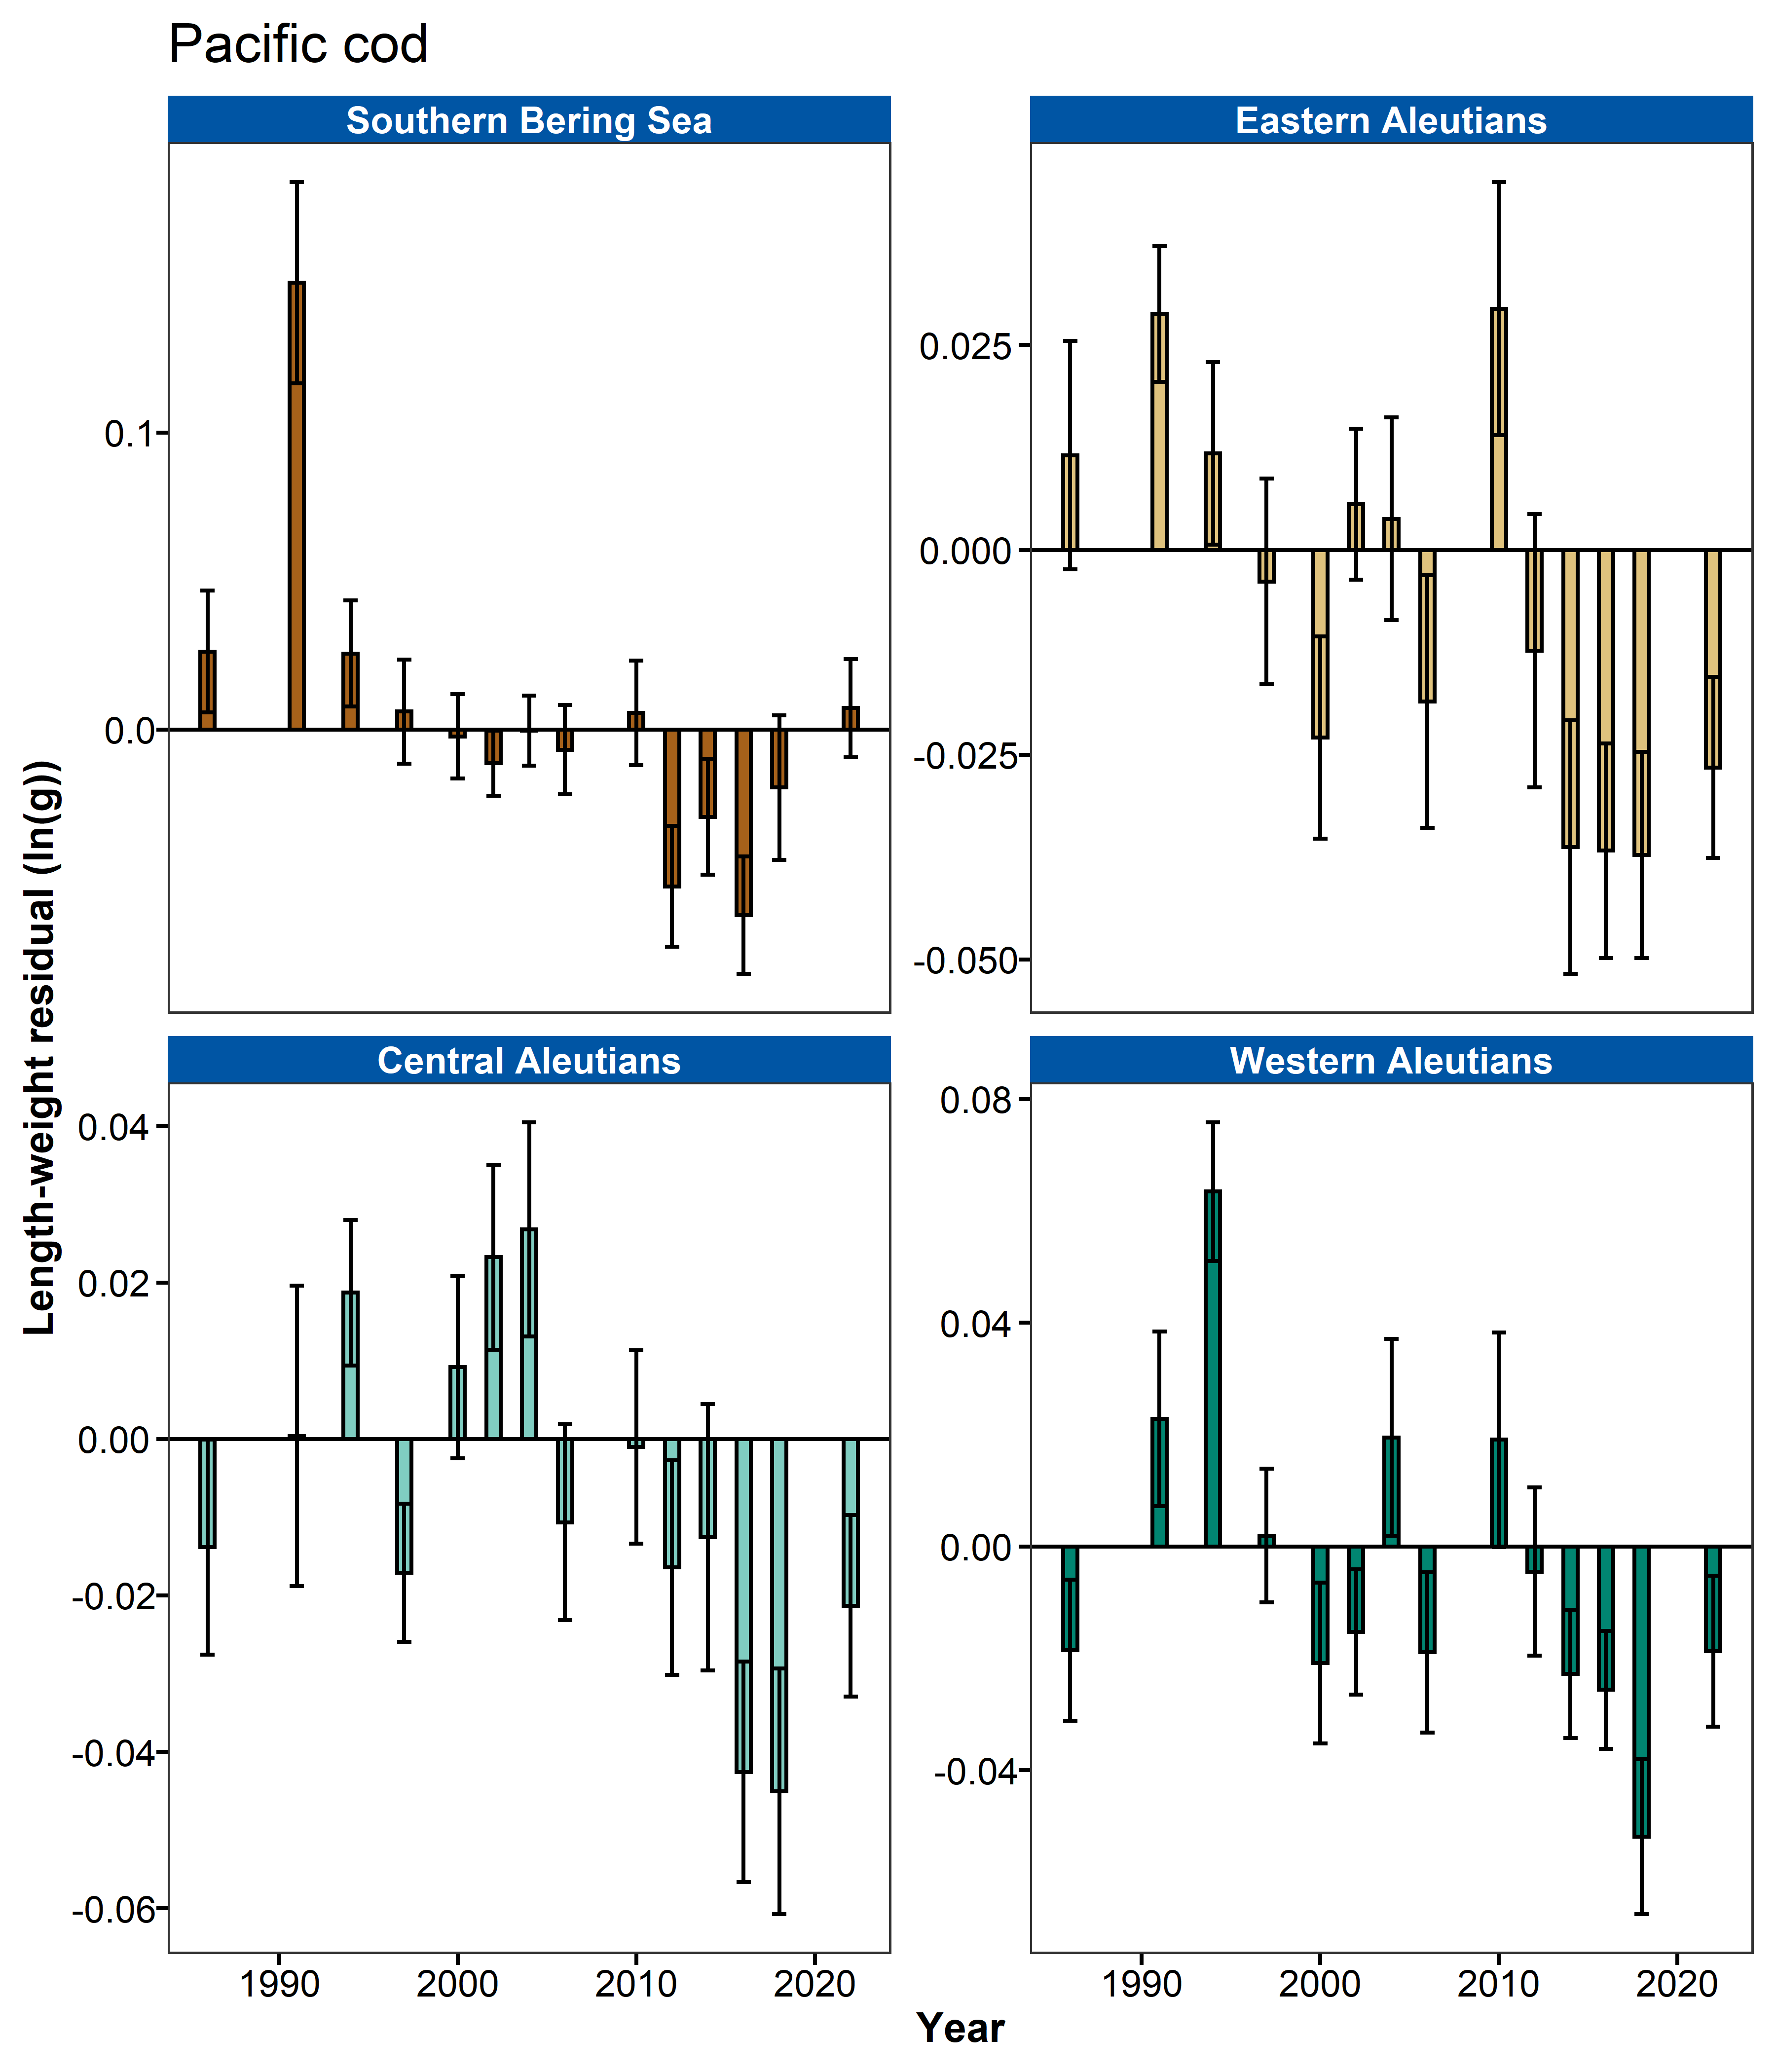 Pacific cod
Southern Bering Sea
Eastern Aleutians
0.1
0.0
0.025
0.000
-0.025
-0.050
Length-weight residual (ln(g))
Central Aleutians
Western Aleutians
0.04
0.02
0.00
-0.02
-0.04
-0.06
0.08
0.04
0.00
-0.04
1990 2000 2010 2020
1990 2000 2010 2020
Year